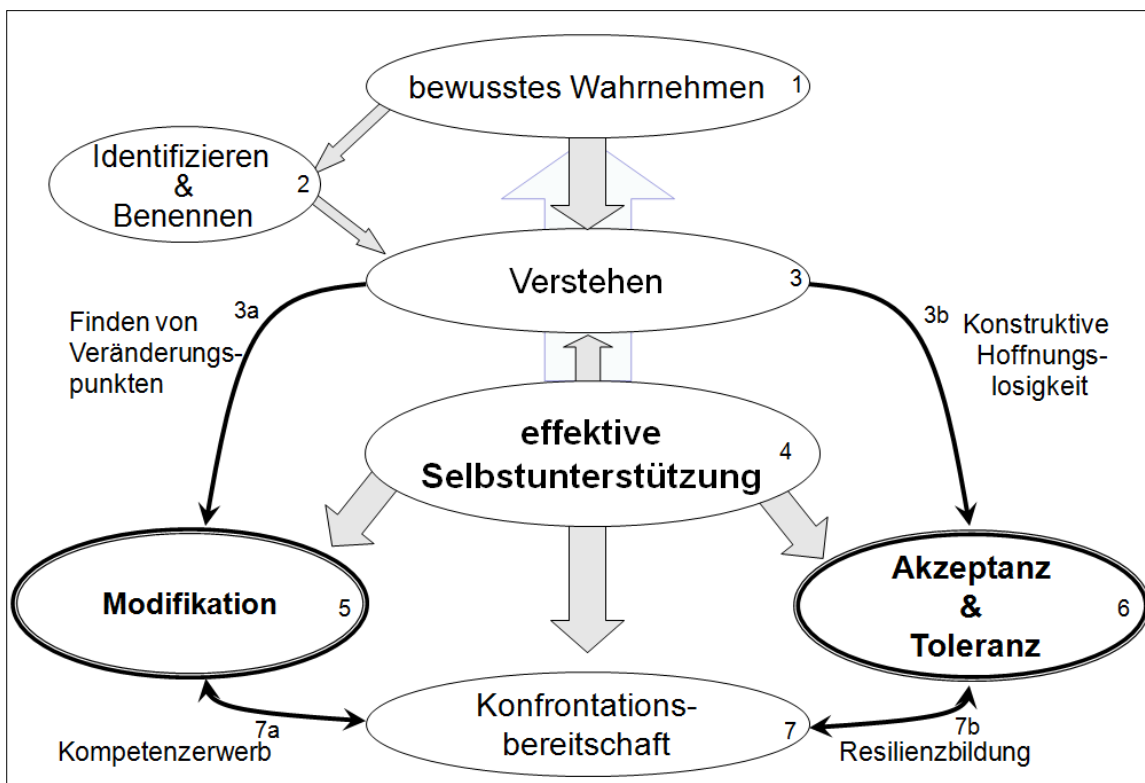 bewusstes Wahrnehmen 1
Identifizieren
&
Benennen
2
Verstehen 3
3a
Finden von
Veränderungs-
punkten
3b
Konstruktive
Hoffnungs-
losigkeit
effektive
Selbstunterstützung 4
Modifikation 5
Akzeptanz
&
Toleranz
6
Konfrontations-
bereitschaft
7
7a
Kompetenzerwerb
7b
Resilienzbildung